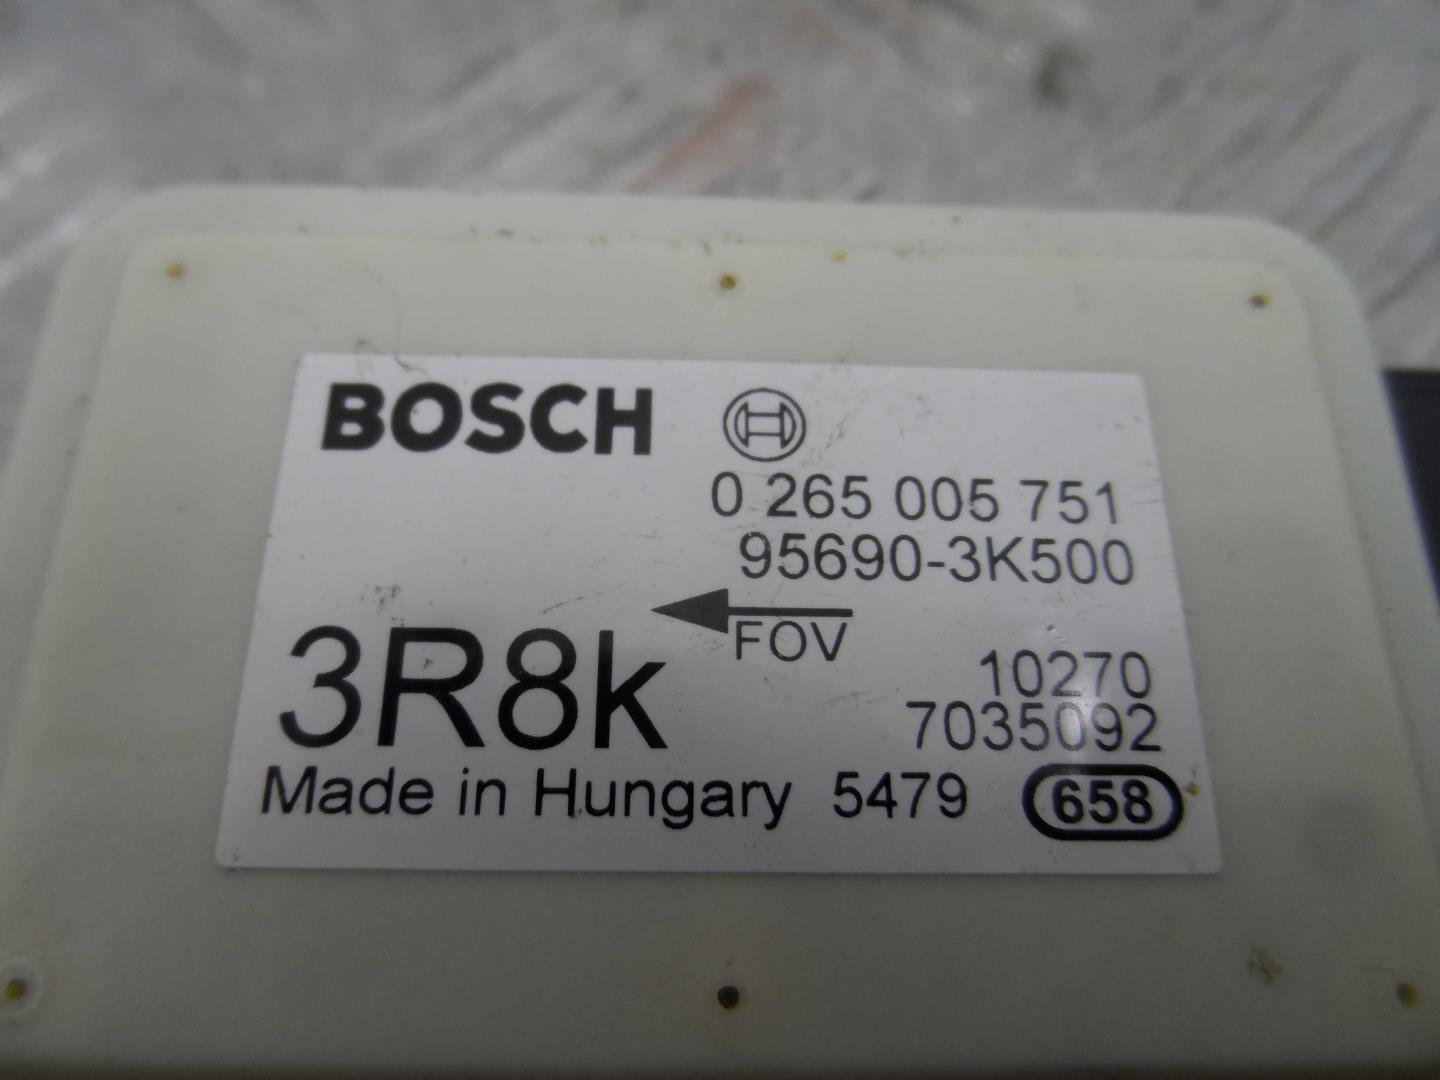 BOSCH
0 265 005 751
95690-3K500
FOV
3R8k
10270
7035092
Made in Hungary 5479 658